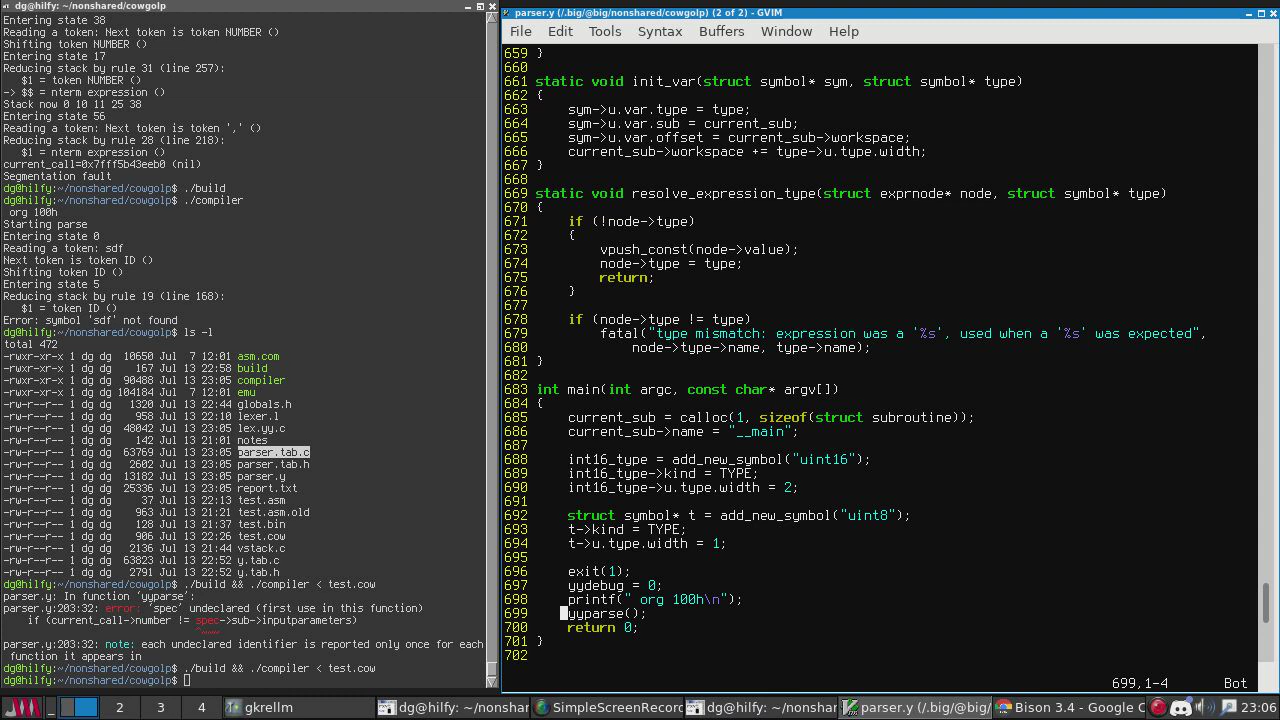 dg@hilfy: ~/nonshared/cowgolp
Entering state 38
Reading a token: Next token is token NUMBER ()
Shifting token NUMBER ()
Entering state 17
Reducing stack by rule 31 (line 257):
   $1 = token NUMBER ()
-> $$ = nterm expression ()
Stack now 0 10 11 25 38
Entering state 56
Reading a token: Next token is token ',' ()
Reducing stack by rule 28 (line 218):
   $1 = nterm expression ()
current_call=0x7fff5b43eeb0 (nil)
Segmentation fault
dg@hilfy:~/nonshared/cowgolp$ ./build
dg@hilfy:~/nonshared/cowgolp$ ./compiler
 org 100h
Starting parse
Entering state 0
Reading a token: sdf
Next token is token ID ()
Shifting token ID ()
Entering state 5
Reducing stack by rule 19 (line 168):
   $1 = token ID ()
Error: symbol 'sdf' not found
dg@hilfy:~/nonshared/cowgolp$ ls -l
total 472
-rwxr-xr-x 1 dg dg  10650 Jul  7 12:01 asm.com
-rwxr-xr-x 1 dg dg    167 Jul 13 22:58 build
-rwxr-xr-x 1 dg dg  90488 Jul 13 23:05 compiler
-rwxr-xr-x 1 dg dg 104184 Jul  7 12:01 emu
-rw-r--r-- 1 dg dg   1320 Jul 13 22:44 globals.h
-rw-r--r-- 1 dg dg    958 Jul 13 22:10 lexer.l
-rw-r--r-- 1 dg dg  48042 Jul 13 23:05 lex.yy.c
-rw-r--r-- 1 dg dg    142 Jul 13 21:01 notes
-rw-r--r-- 1 dg dg  63769 Jul 13 23:05 parser.tab.c
-rw-r--r-- 1 dg dg   2602 Jul 13 23:05 parser.tab.h
-rw-r--r-- 1 dg dg  13182 Jul 13 23:05 parser.y
-rw-r--r-- 1 dg dg  25336 Jul 13 23:05 report.txt
-rw-r--r-- 1 dg dg     37 Jul 13 22:13 test.asm
-rw-r--r-- 1 dg dg    963 Jul 13 21:21 test.asm.old
-rw-r--r-- 1 dg dg    128 Jul 13 21:37 test.bin
-rw-r--r-- 1 dg dg    906 Jul 13 22:26 test.cow
-rw-r--r-- 1 dg dg   2136 Jul 13 21:44 vstack.c
-rw-r--r-- 1 dg dg  63823 Jul 13 22:52 y.tab.c
-rw-r--r-- 1 dg dg   2791 Jul 13 22:52 y.tab.h
dg@hilfy:~/nonshared/cowgolp$ ./build && ./compiler < test.cow
parser.y: In function 'yyparse':
parser.y:203:32: error: 'spec' undeclared (first use in this function)
    if (current_call->number != spec->sub->inputparameters)
                                ^~~~
parser.y:203:32: note: each undeclared identifier is reported only once for each
 function it appears in
dg@hilfy:~/nonshared/cowgolp$ ./build && ./compiler < test.cow
dg@hilfy:~/nonshared/cowgolp$
parser.y (/.big/@big/nonshared/cowgolp) (2 of 2) - GVIM
File Edit Tools Syntax Buffers Window Help
659 }
660
661 static void init_var(struct symbol* sym, struct symbol* type)
662 {
663     sym->u.var.type = type;
664     sym->u.var.sub = current_sub;
665     sym->u.var.offset = current_sub->workspace;
666     current_sub->workspace += type->u.type.width;
667 }
668
669 static void resolve_expression_type(struct exprnode* node, struct symbol* type)
670 {
671     if (!node->type)
672     {
673         vpush_const(node->value);
674         node->type = type;
675         return;
676     }
677
678     if (node->type != type)
679         fatal("type mismatch: expression was a '%s', used when a '%s' was expected",
680             node->type->name, type->name);
681 }
682
683 int main(int argc, const char* argv[])
684 {
685     current_sub = calloc(1, sizeof(struct subroutine));
686     current_sub->name = "__main";
687
688     int16_type = add_new_symbol("uint16");
689     int16_type->kind = TYPE;
690     int16_type->u.type.width = 2;
691
692     struct symbol* t = add_new_symbol("uint8");
693     t->kind = TYPE;
694     t->u.type.width = 1;
695
696     exit(1);
697     yydebug = 0;
698     printf(" org 100h\n");
699     yyparse();
700     return 0;
701 }
702
699,1-4 Bot
2 3 4 gkrellm dg@hilfy: ~/nonshar SimpleScreenRecord dg@hilfy: ~/nonshar parser.y (/.big/@big/ Bison 3.4 - Google C 23:06